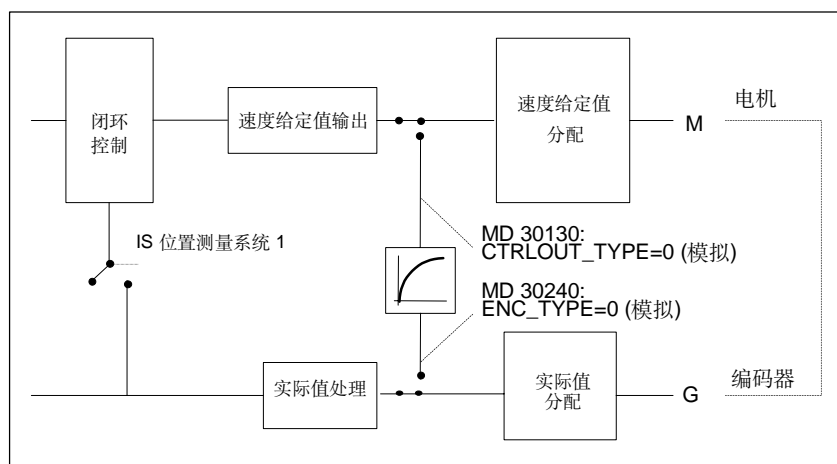 闭环
控制
速度给定值输出
速度给定值
分配
M
电机
IS 位置测量系统 1
MD 30130:
CTRLOUT_TYPE=0 (模拟)
MD 30240:
ENC_TYPE=0 (模拟)
实际值处理
实际值
分配
G
编码器